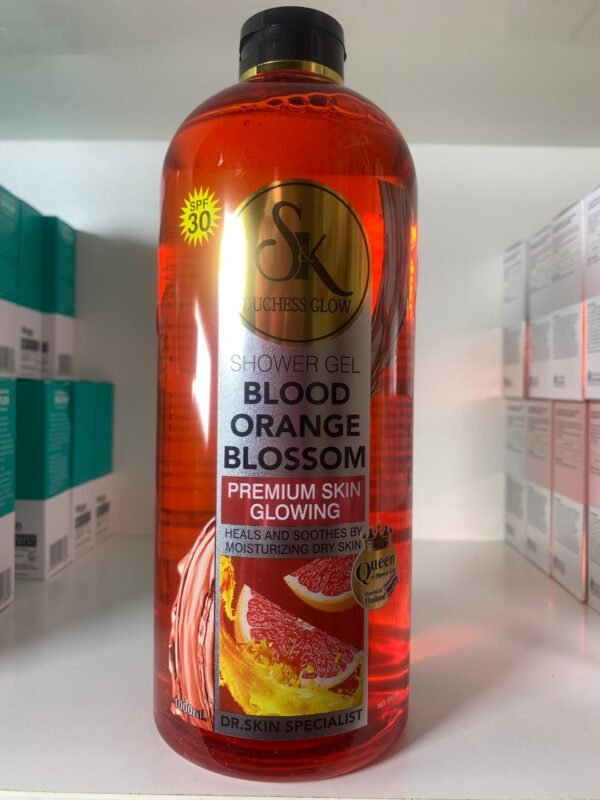 SPF
30
S&K
DUCHESS GLOW
SHOWER GEL
BLOOD
ORANGE
BLOSSOM
PREMIUM SKIN
GLOWING
HEALS AND SOOTHES BY
MOISTURIZING DRY SKIN
Queen
Thailand
1000mL
DR.SKIN SPECIALIST